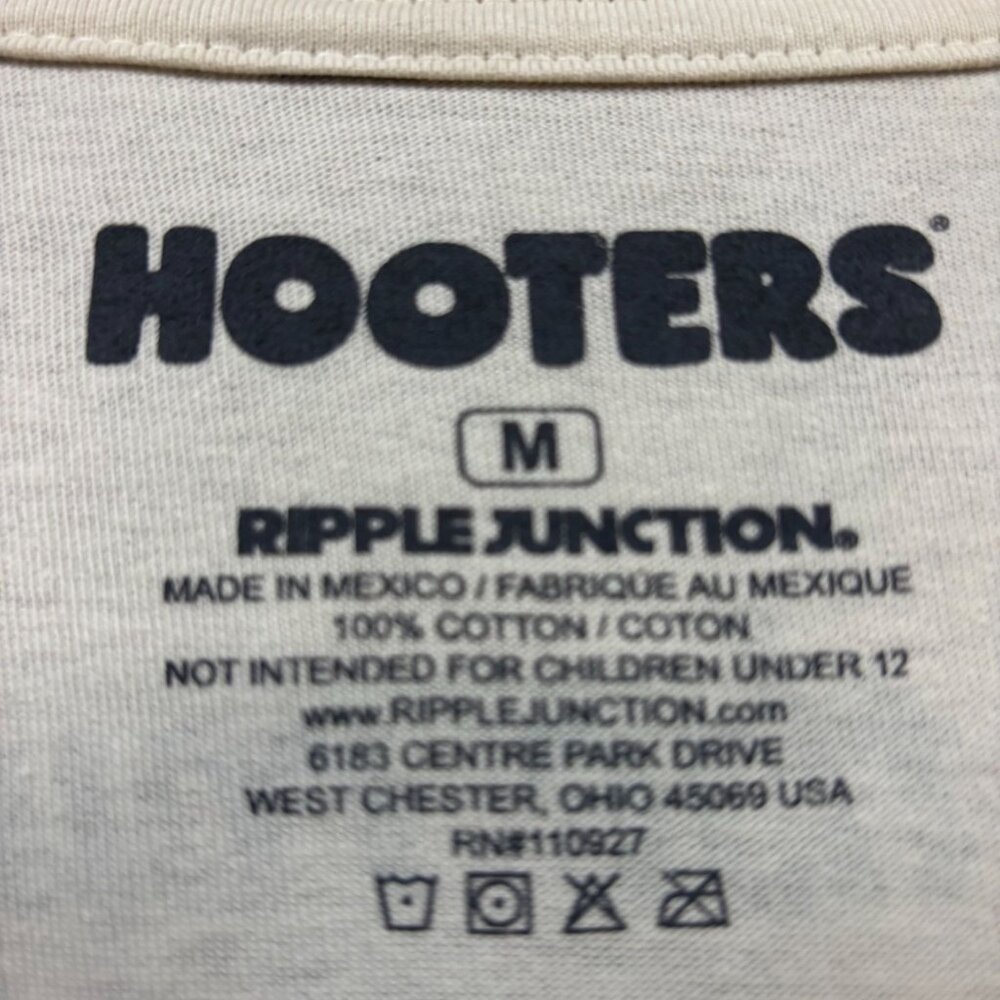 HOOTERS®
M
RIPPLE JUNCTION®
MADE IN MEXICO / FABRIQUE AU MEXIQUE
100% COTTON / COTON
NOT INTENDED FOR CHILDREN UNDER 12
www.RIPPLEJUNCTION.com
6183 CENTRE PARK DRIVE
WEST CHESTER, OHIO 45069 USA
RN#110927